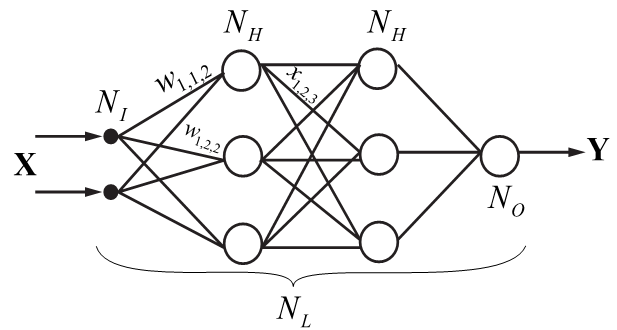 N_H
N_H
w_{1,1,2}
x_{1,2,3}
N_I
w_{1,2,2}
X
Y
N_O
N_L